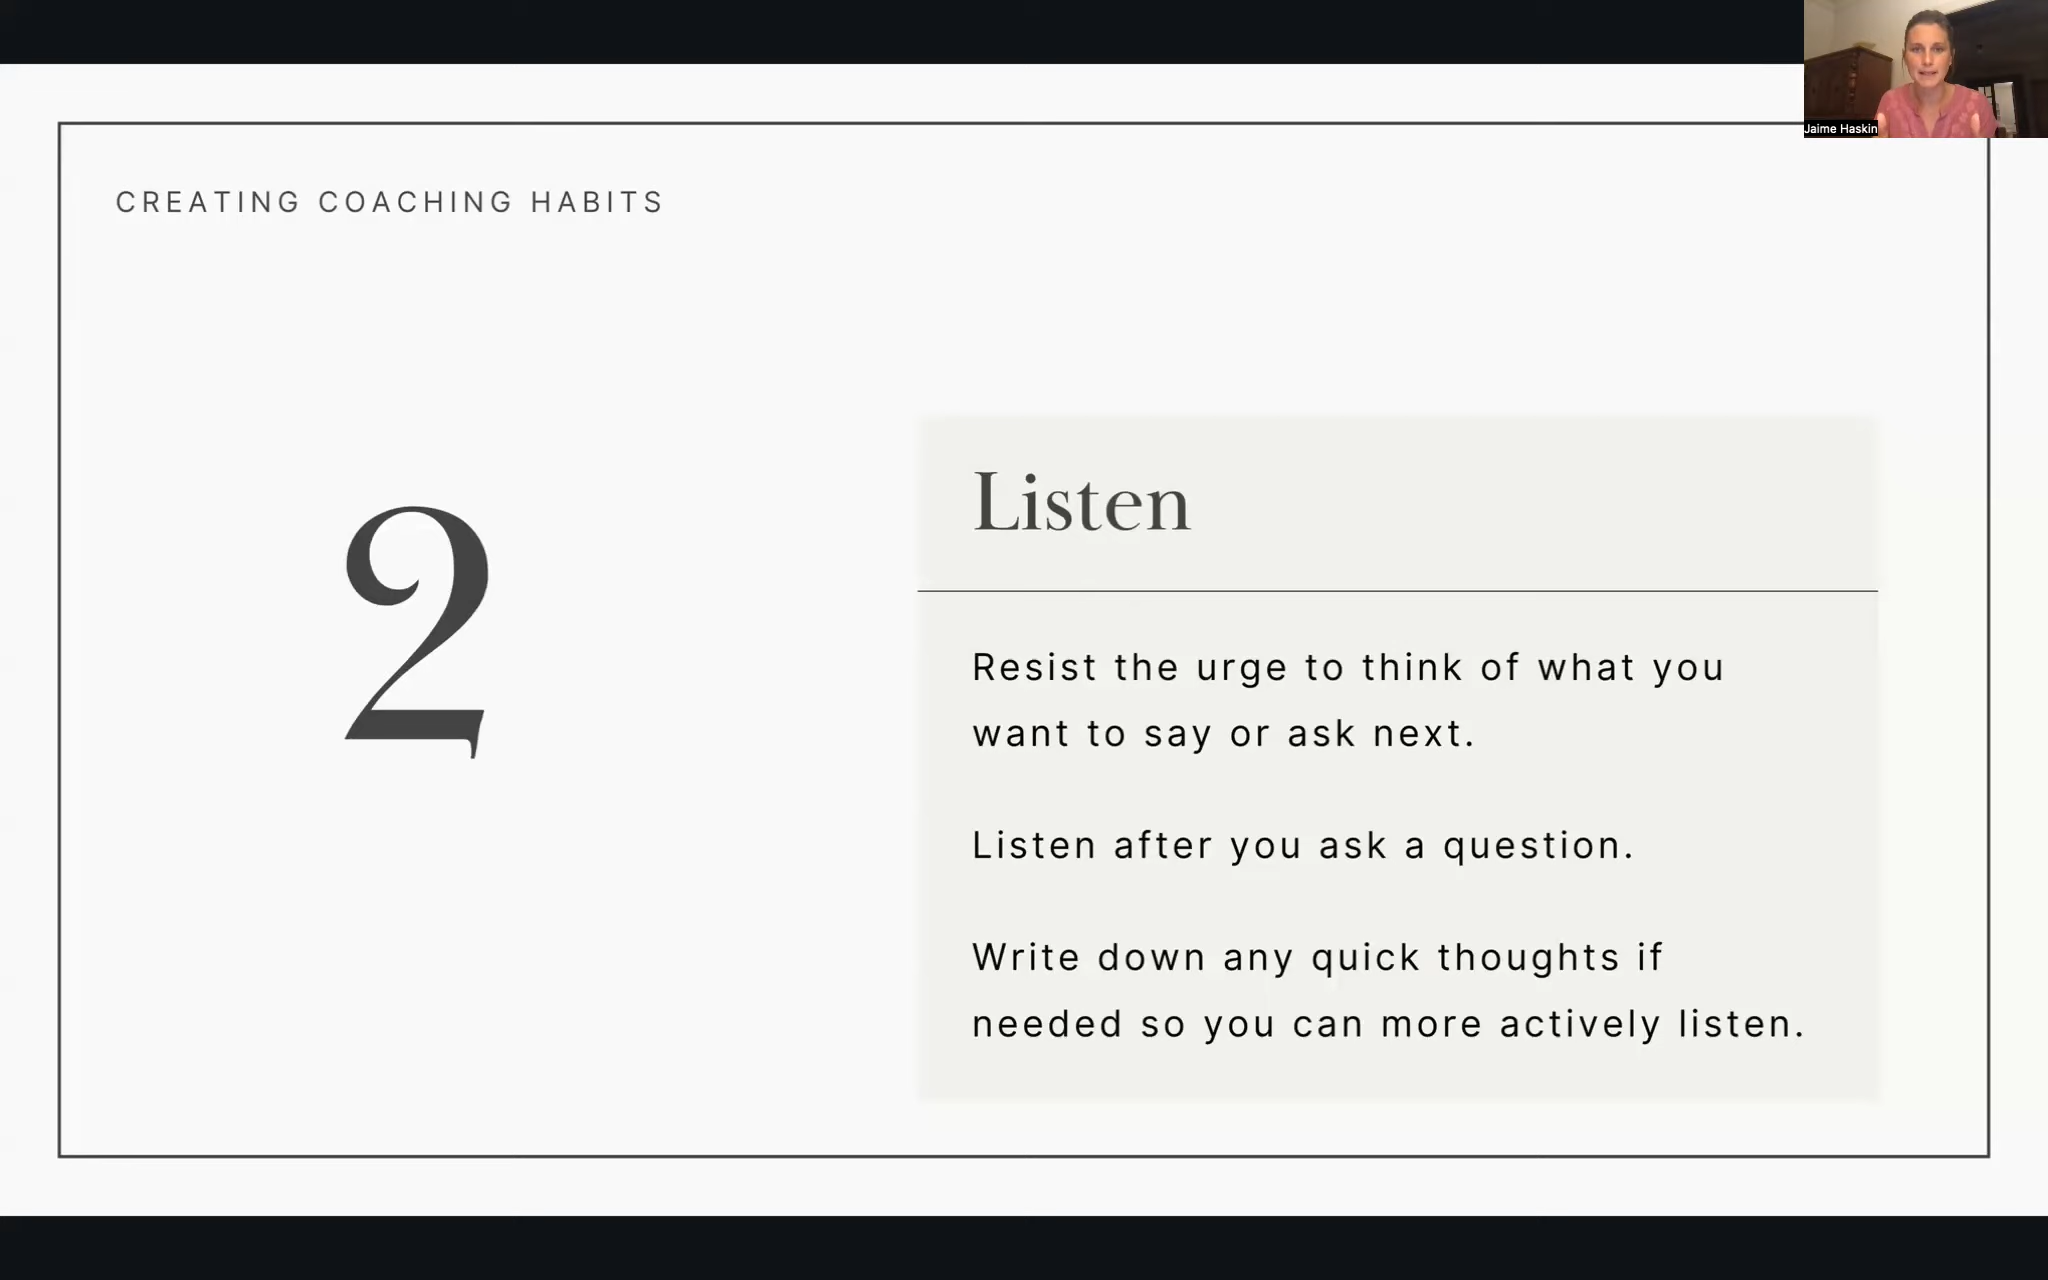 Jaime Haskin
CREATING COACHING HABITS
2
Listen
Resist the urge to think of what you
want to say or ask next.
Listen after you ask a question.
Write down any quick thoughts if
needed so you can more actively listen.